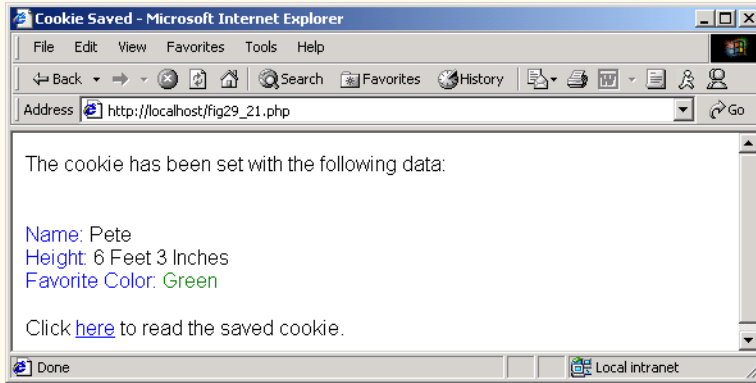 Cookie Saved - Microsoft Internet Explorer
File Edit View Favorites Tools Help
Back Search Favorites History
Address http://localhost/fig29_21.php Go
The cookie has been set with the following data:
Name: Pete
Height: 6 Feet 3 Inches
Favorite Color: Green
Click here to read the saved cookie.
Done Local intranet